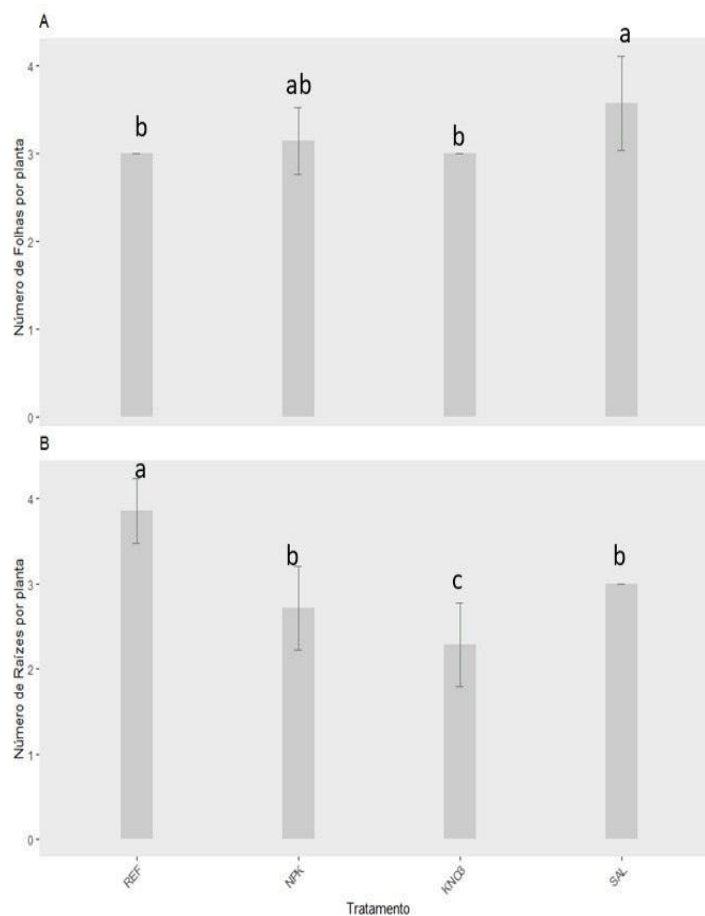 A
Número de Folhas por planta
4
3
2
1
0
b
ab
b
a
B
Número de Raízes por planta
4
3
2
1
0
a
b
c
b
REF
NPK
KNO3
SAL
Tratamento